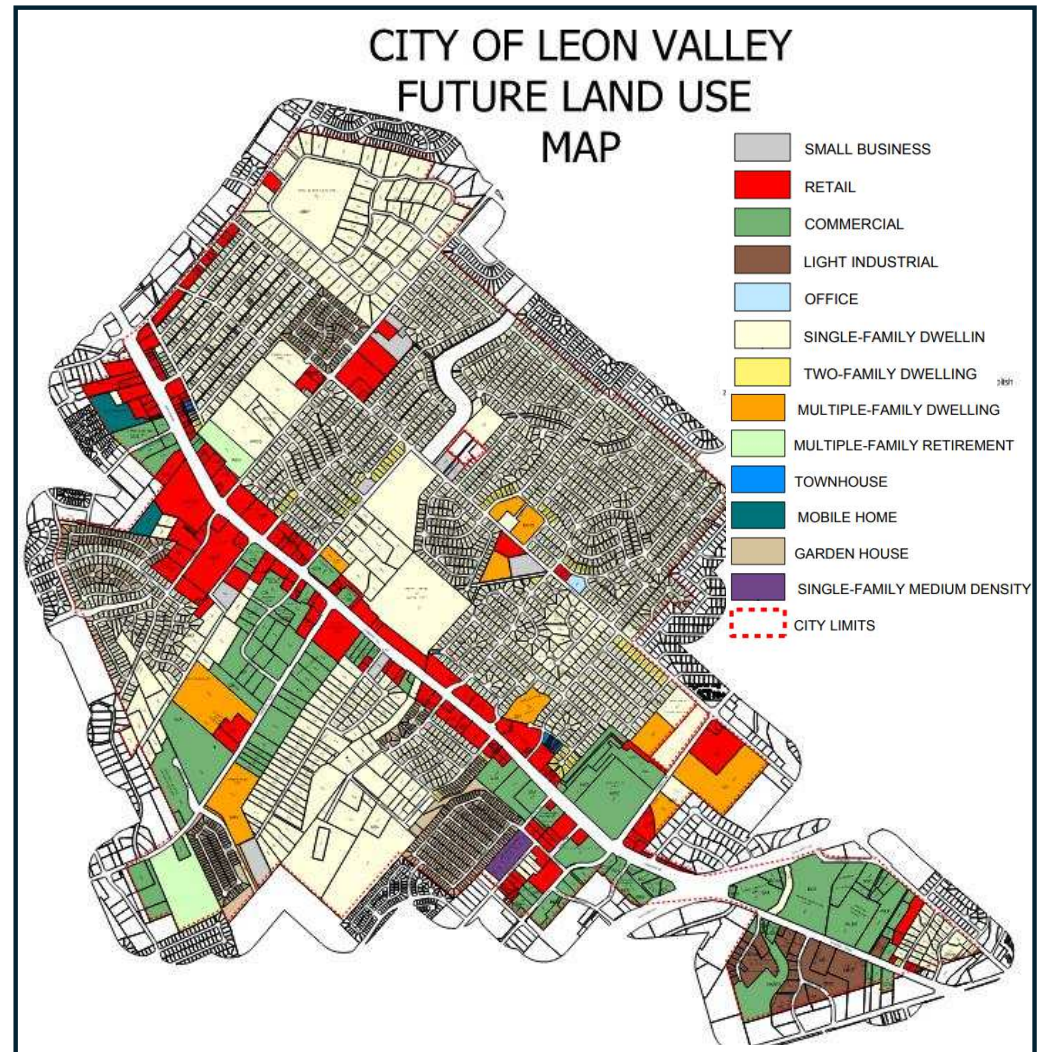 CITY OF LEON VALLEY
FUTURE LAND USE
MAP
SMALL BUSINESS
RETAIL
COMMERCIAL
LIGHT INDUSTRIAL
OFFICE
SINGLE-FAMILY DWELLIN
TWO-FAMILY DWELLING
MULTIPLE-FAMILY DWELLING
MULTIPLE-FAMILY RETIREMENT
TOWNHOUSE
MOBILE HOME
GARDEN HOUSE
SINGLE-FAMILY MEDIUM DENSITY
CITY LIMITS